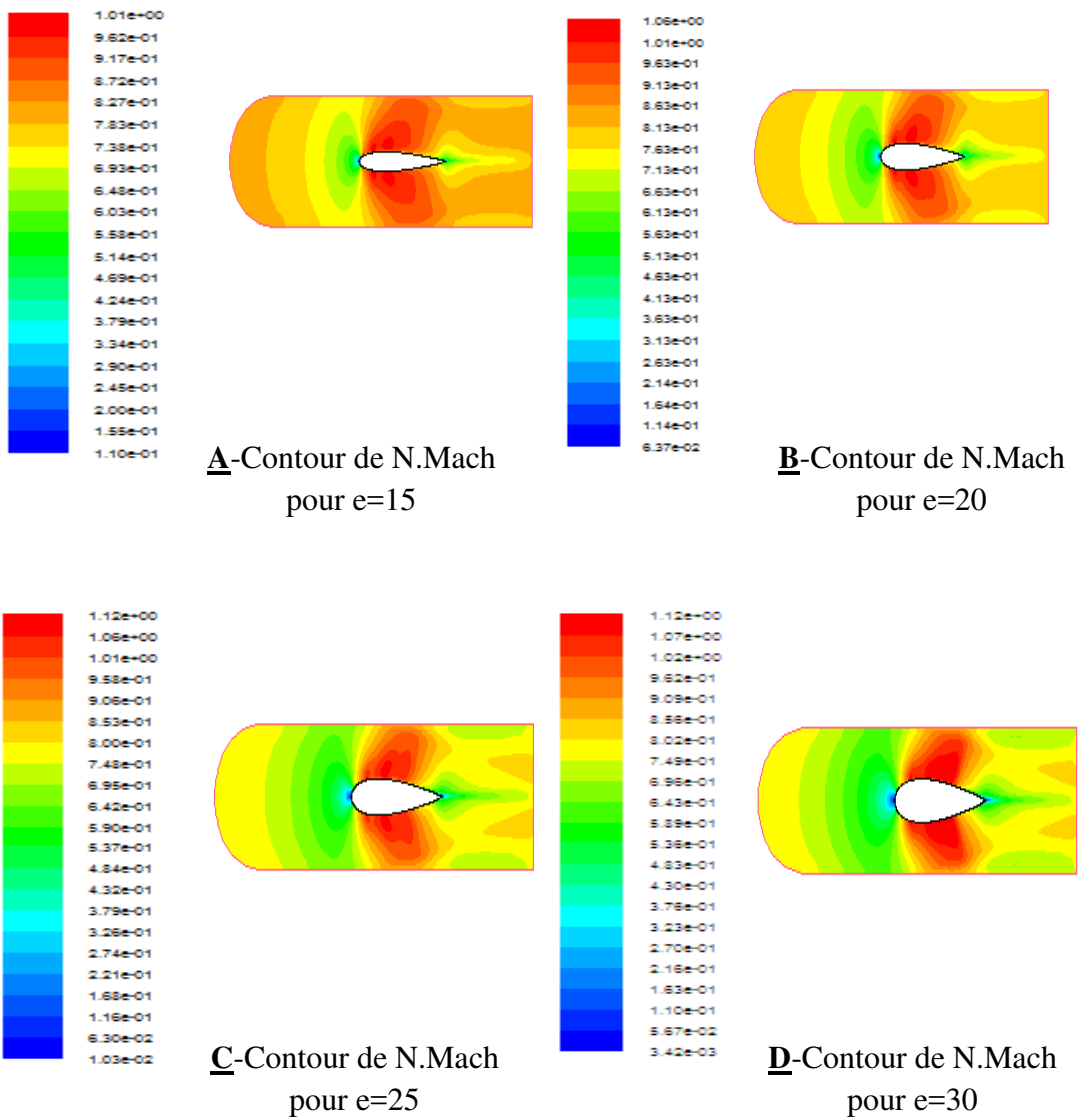 1.01e+00
9.62e-01
9.17e-01
8.72e-01
8.27e-01
7.83e-01
7.38e-01
6.93e-01
6.48e-01
6.03e-01
5.58e-01
5.14e-01
4.69e-01
4.24e-01
3.79e-01
3.34e-01
2.90e-01
2.45e-01
2.00e-01
1.55e-01
1.10e-01
A-Contour de N.Mach
pour e=15
1.06e+00
1.01e+00
9.63e-01
9.13e-01
8.63e-01
8.13e-01
7.63e-01
7.13e-01
6.63e-01
6.13e-01
5.63e-01
5.13e-01
4.63e-01
4.13e-01
3.63e-01
3.13e-01
2.63e-01
2.14e-01
1.64e-01
1.14e-01
6.37e-02
B-Contour de N.Mach
pour e=20
1.12e+00
1.06e+00
1.01e+00
9.58e-01
9.06e-01
8.53e-01
8.00e-01
7.48e-01
6.95e-01
6.42e-01
5.90e-01
5.37e-01
4.84e-01
4.32e-01
3.79e-01
3.26e-01
2.74e-01
2.21e-01
1.68e-01
1.16e-01
6.30e-02
1.03e-02
C-Contour de N.Mach
pour e=25
1.12e+00
1.07e+00
1.02e+00
9.62e-01
9.09e-01
8.56e-01
8.02e-01
7.49e-01
6.96e-01
6.43e-01
5.89e-01
5.36e-01
4.83e-01
4.30e-01
3.76e-01
3.23e-01
2.70e-01
2.16e-01
1.63e-01
1.10e-01
5.67e-02
3.42e-03
D-Contour de N.Mach
pour e=30